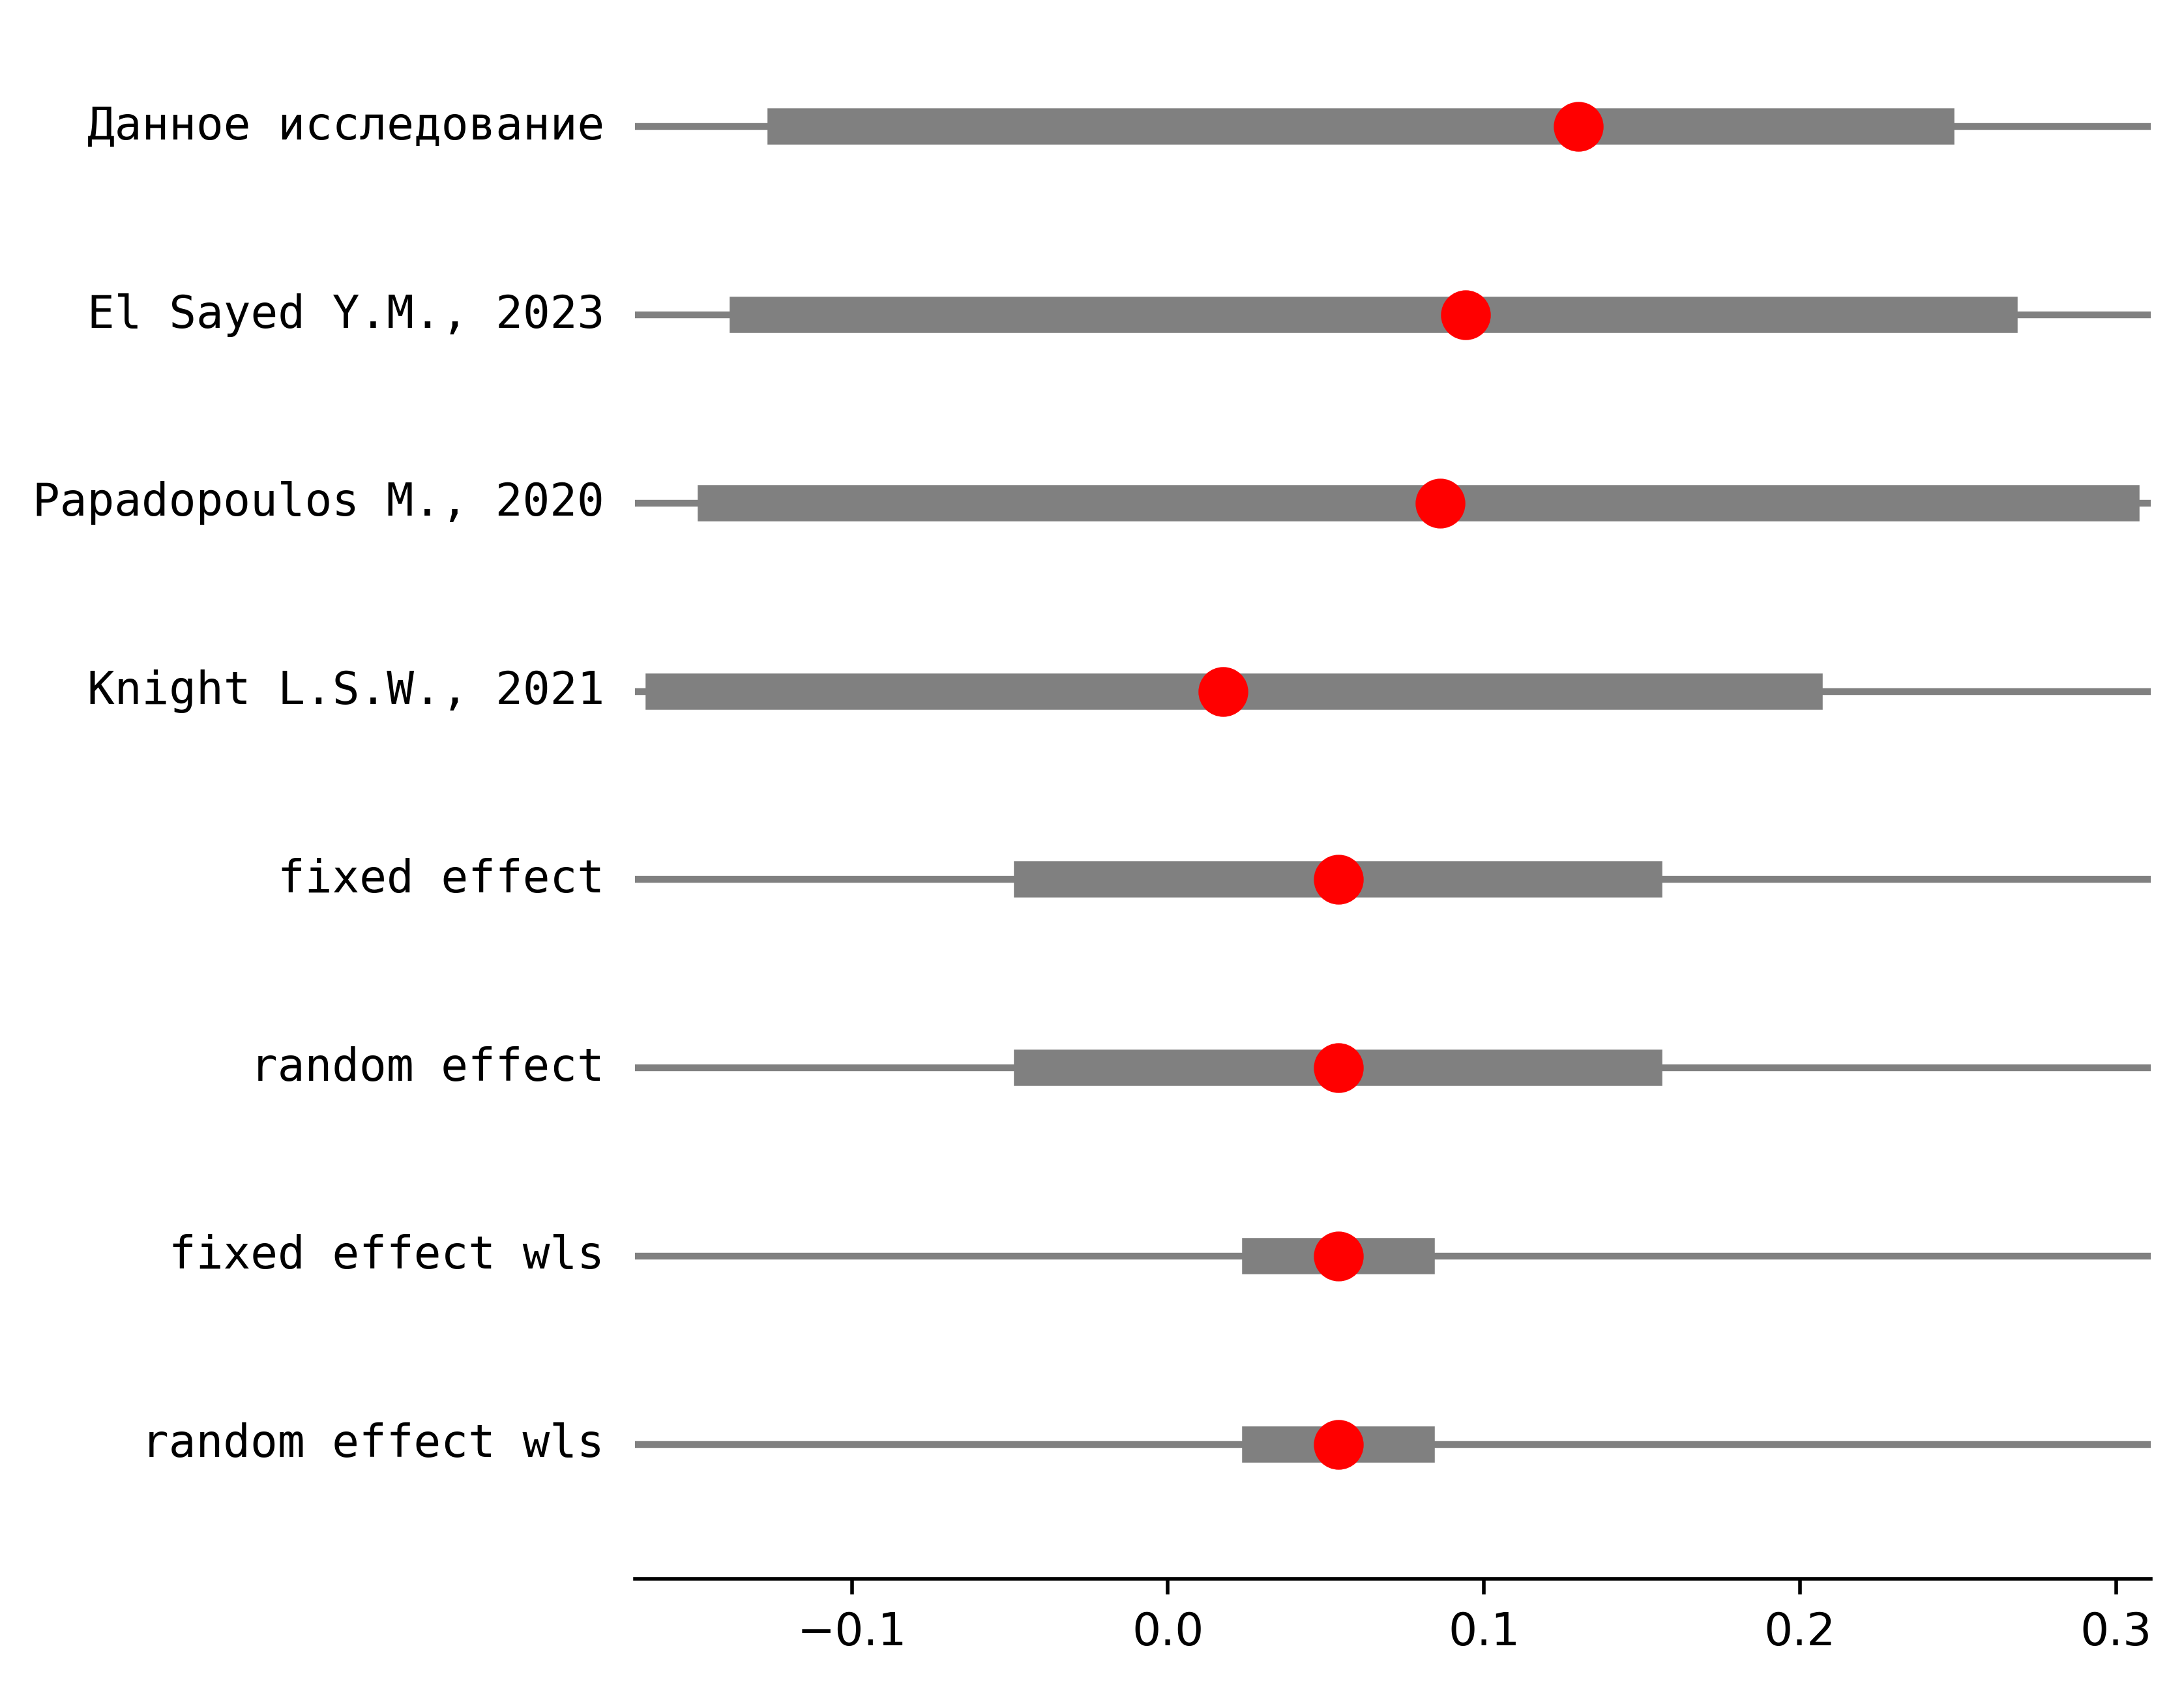 Данное исследование
El Sayed Y.M., 2023
Papadopoulos M., 2020
Knight L.S.W., 2021
fixed effect
random effect
fixed effect wls
random effect wls
−0.1 0.0 0.1 0.2 0.3